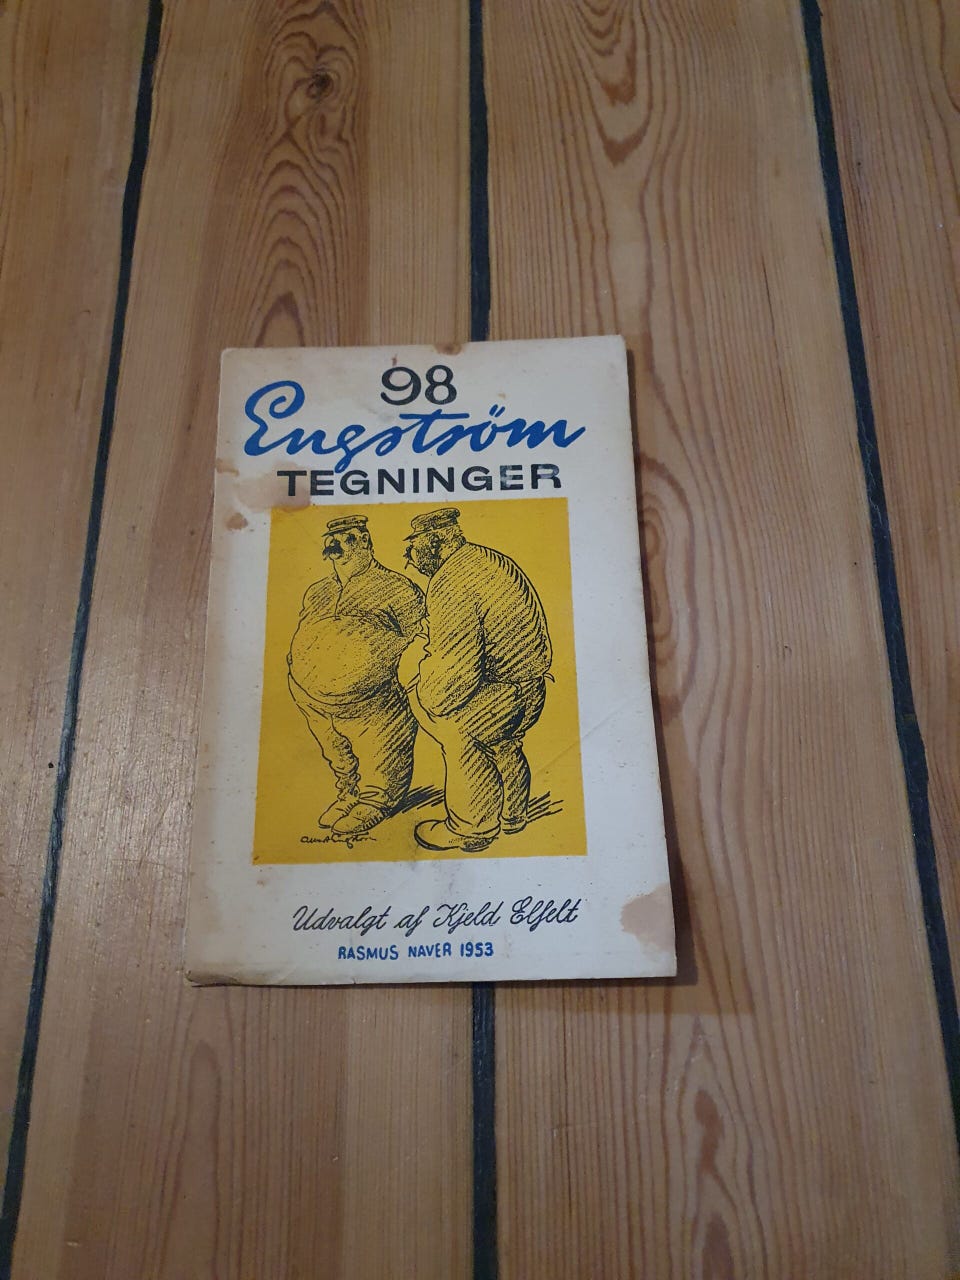 98
Engström
TEGNINGER
Udvalgt af Kjeld Elfelt
RASMUS NAVER 1953